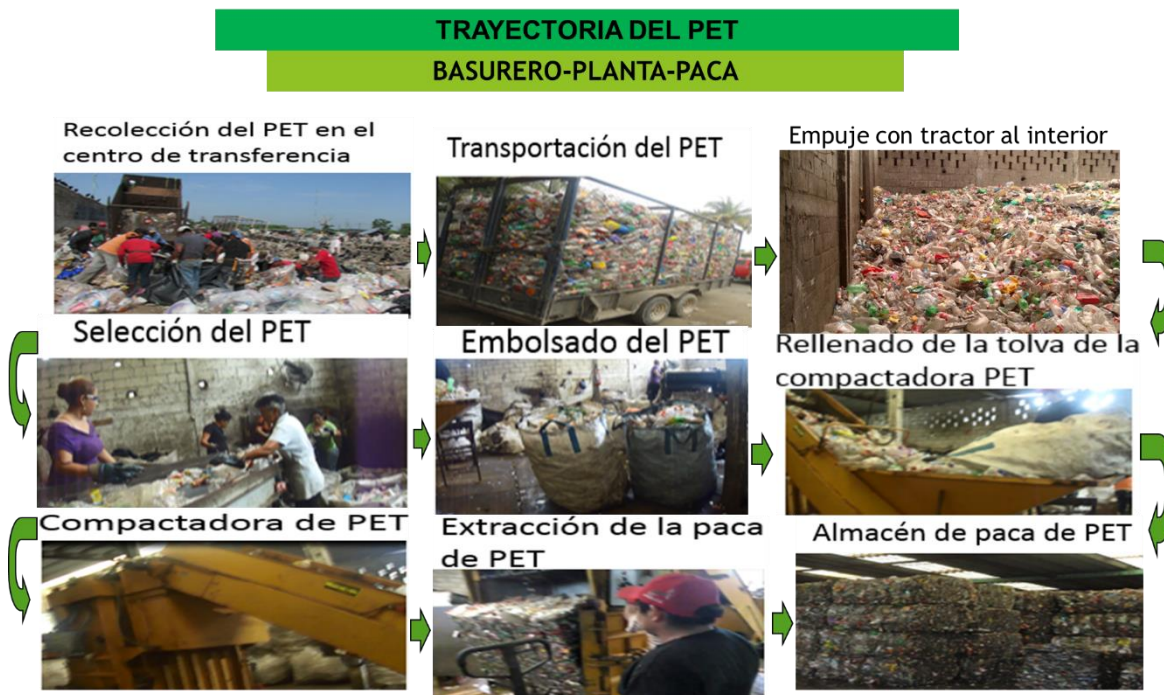 TRAYECTORIA DEL PET
BASURERO-PLANTA-PACA
Recolección del PET en el
centro de transferencia
Transportación del PET
Empuje con tractor al interior
Selección del PET
Embolsado del PET
Rellenado de la tolva de la
compactadora PET
Compactadora de PET
Extracción de la paca
de PET
Almacén de paca de PET